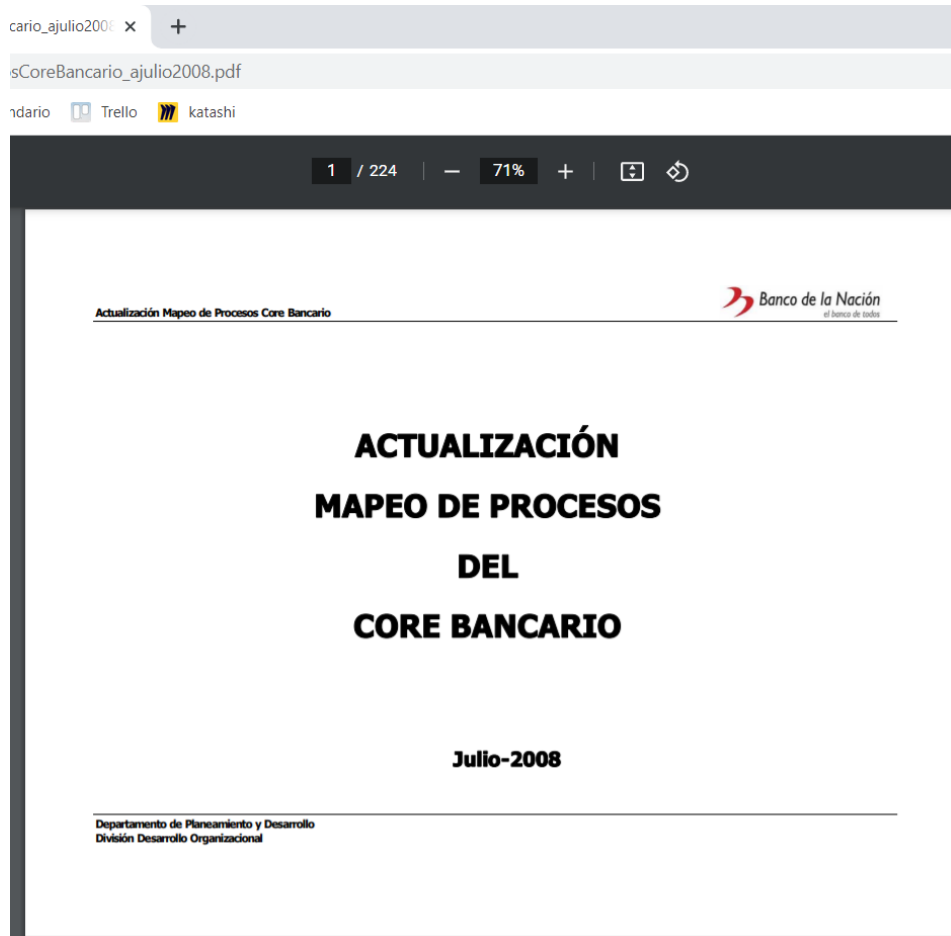 cario_ajulio2008
sCoreBancario_ajulio2008.pdf
ndario Trello katashi
1 / 224 71%
Banco de la Nación
el banco de todos
Actualización Mapeo de Procesos Core Bancario
ACTUALIZACIÓN
MAPEO DE PROCESOS
DEL
CORE BANCARIO
Julio-2008
Departamento de Planeamiento y Desarrollo
División Desarrollo Organizacional